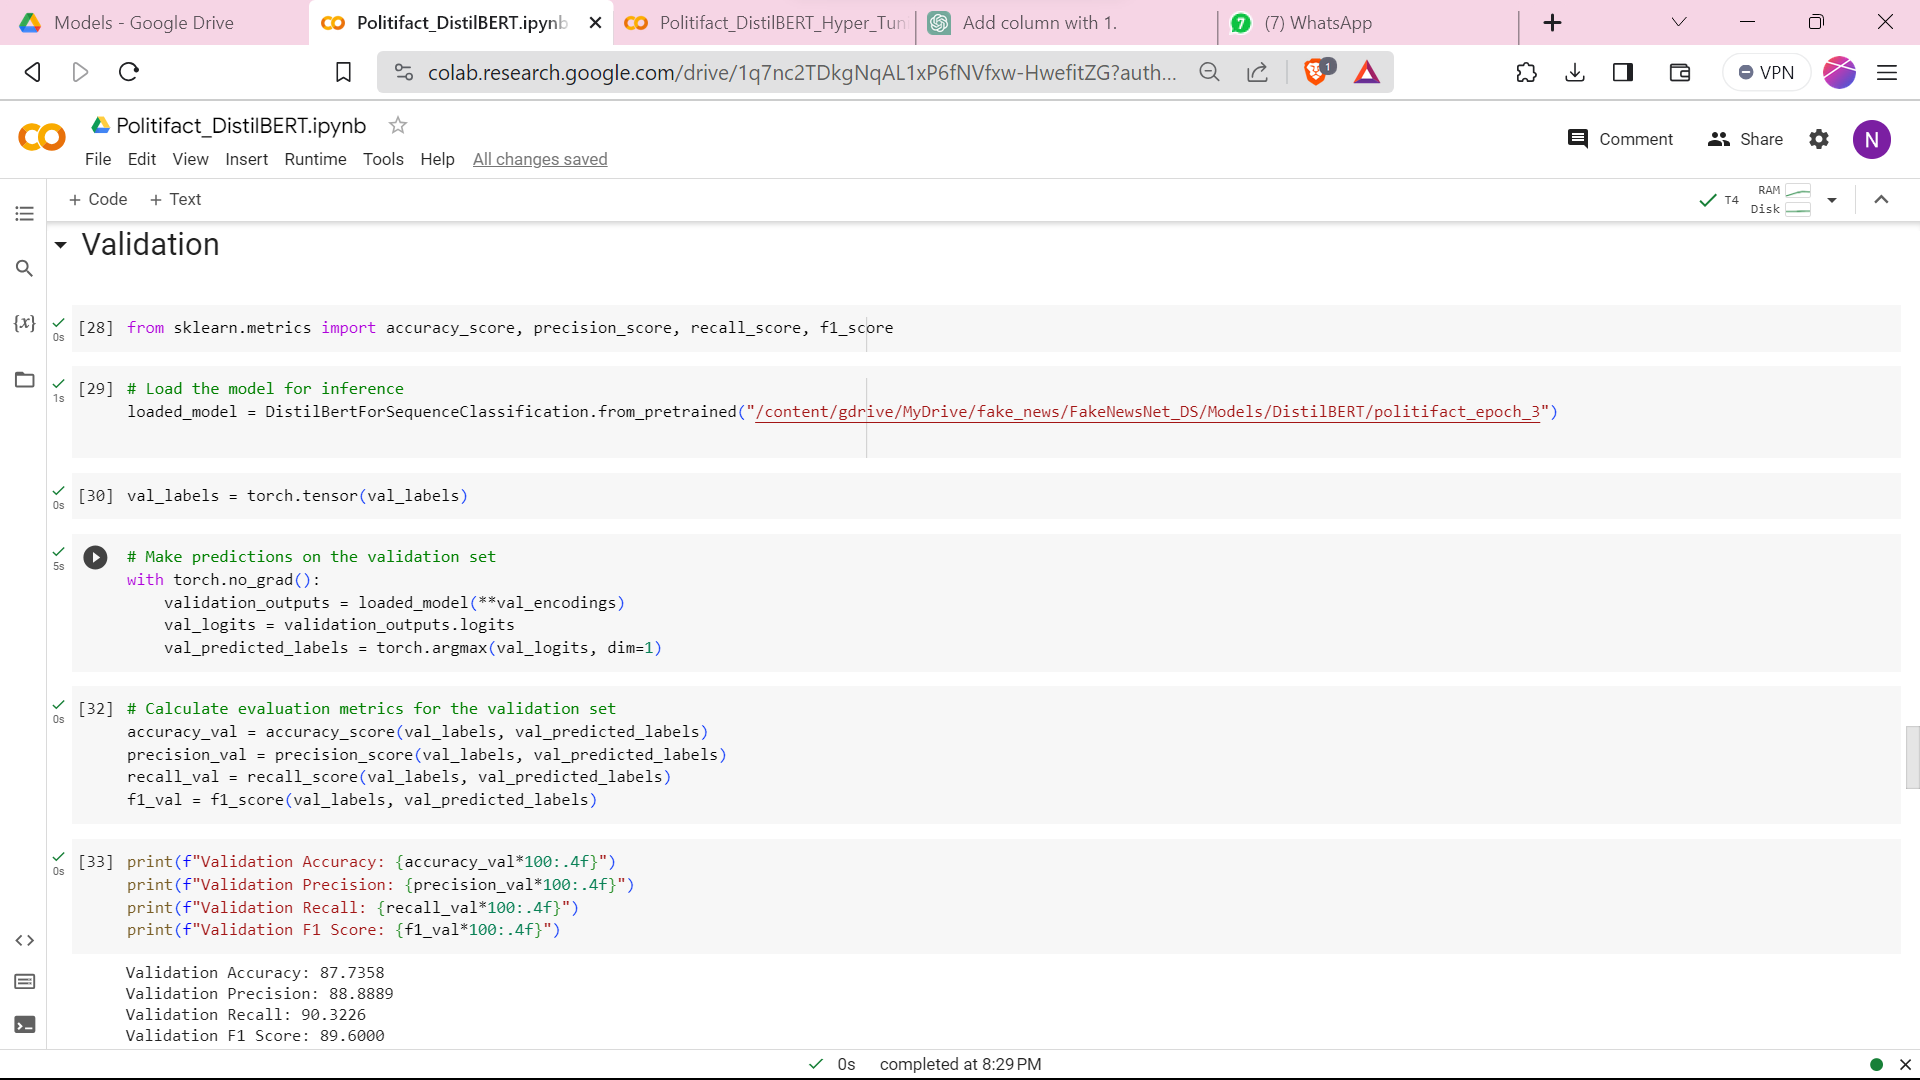 Models - Google Drive
Politifact_DistilBERT.ipynb
Politifact_DistilBERT_Hyper_Tun
Add column with 1.
7 (7) WhatsApp
colab.research.google.com/drive/1q7nc2TDkgNqAL1xP6fNVfxw-HwefitZG?auth...
1
VPN
Politifact_DistilBERT.ipynb
Comment
Share
N
File Edit View Insert Runtime Tools Help All changes saved
+ Code + Text
T4
RAM
Disk
Validation
{x}
0s
[28] from sklearn.metrics import accuracy_score, precision_score, recall_score, f1_score
1s
[29] # Load the model for inference
loaded_model = DistilBertForSequenceClassification.from_pretrained("/content/gdrive/MyDrive/fake_news/FakeNewsNet_DS/Models/DistilBERT/politifact_epoch_3")
0s
[30] val_labels = torch.tensor(val_labels)
5s
# Make predictions on the validation set
with torch.no_grad():
    validation_outputs = loaded_model(**val_encodings)
    val_logits = validation_outputs.logits
    val_predicted_labels = torch.argmax(val_logits, dim=1)
0s
[32] # Calculate evaluation metrics for the validation set
accuracy_val = accuracy_score(val_labels, val_predicted_labels)
precision_val = precision_score(val_labels, val_predicted_labels)
recall_val = recall_score(val_labels, val_predicted_labels)
f1_val = f1_score(val_labels, val_predicted_labels)
0s
[33] print(f"Validation Accuracy: {accuracy_val*100:.4f}")
print(f"Validation Precision: {precision_val*100:.4f}")
print(f"Validation Recall: {recall_val*100:.4f}")
print(f"Validation F1 Score: {f1_val*100:.4f}")
Validation Accuracy: 87.7358
Validation Precision: 88.8889
Validation Recall: 90.3226
Validation F1 Score: 89.6000
0s completed at 8:29 PM